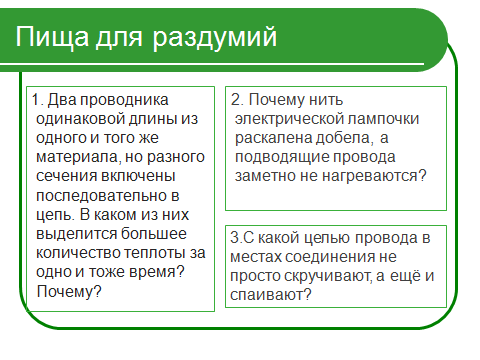 Пища для раздумий
1. Два проводника
одинаковой длины из
одного и того же
материала, но разного
сечения включены
последовательно в
цепь. В каком из них
выделится большее
количество теплоты за
одно и тоже время?
Почему?
2. Почему нить
электрической лампочки
раскалена добела, а
подводящие провода
заметно не нагреваются?
3.С какой целью провода в
местах соединения не
просто скручивают, а ещё и
спаивают?